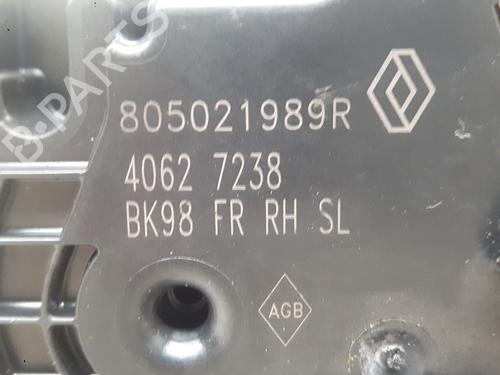 B-PARTS
805021989R
4062 7238
BK98 FR RH SL
AGB